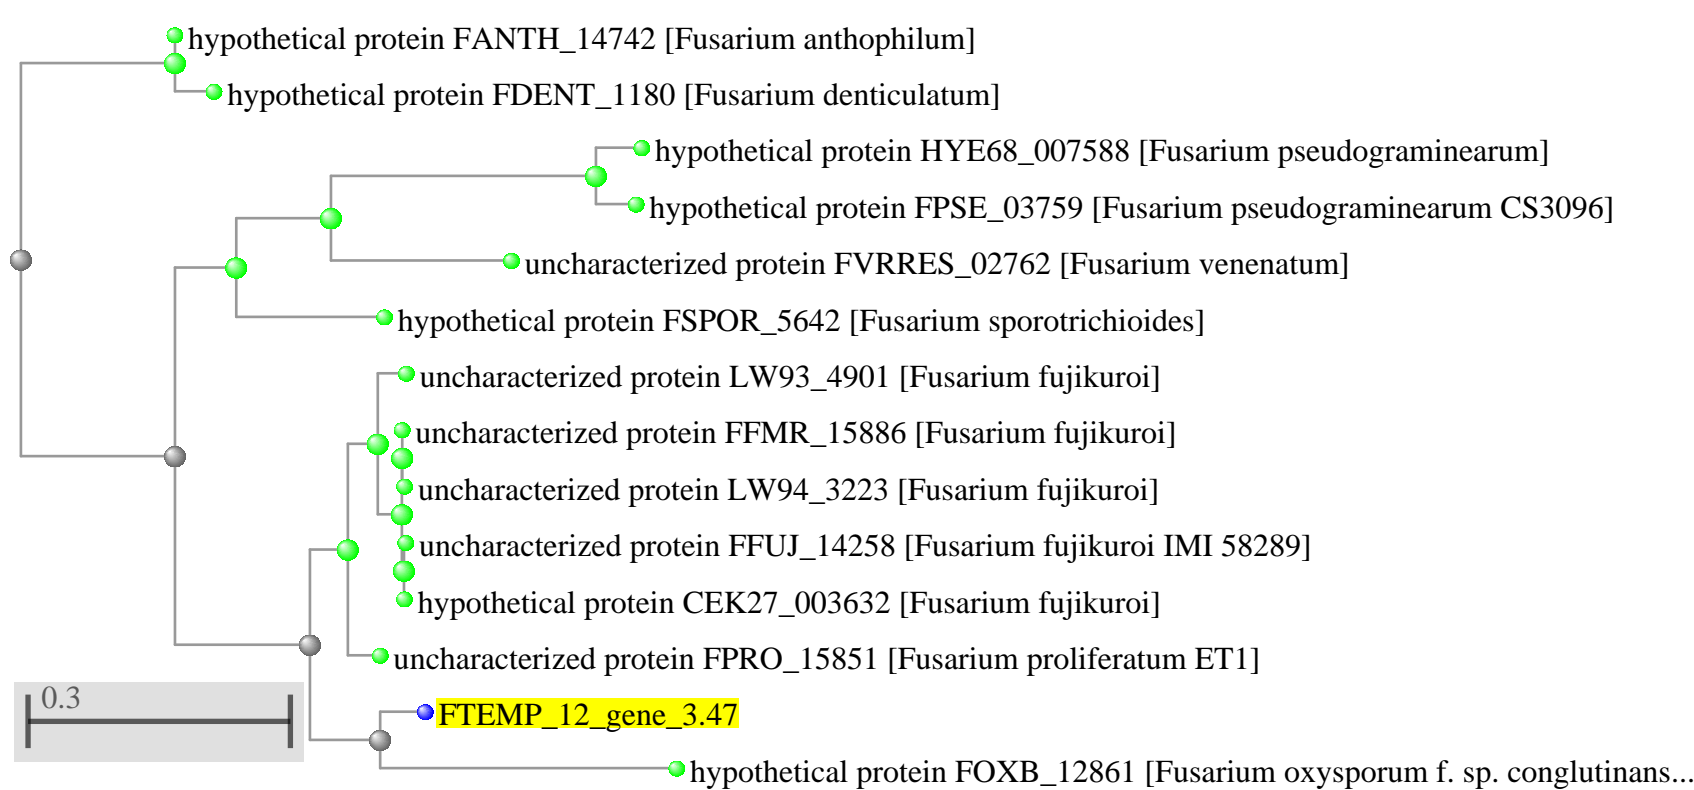 hypothetical protein FANTH_14742 [Fusarium anthophilum]
hypothetical protein FDENT_1180 [Fusarium denticulatum]
hypothetical protein HYE68_007588 [Fusarium pseudograminearum]
hypothetical protein FPSE_03759 [Fusarium pseudograminearum CS3096]
uncharacterized protein FVRRES_02762 [Fusarium venenatum]
hypothetical protein FSPOR_5642 [Fusarium sporotrichioides]
uncharacterized protein LW93_4901 [Fusarium fujikuroi]
uncharacterized protein FFMR_15886 [Fusarium fujikuroi]
uncharacterized protein LW94_3223 [Fusarium fujikuroi]
uncharacterized protein FFUJ_14258 [Fusarium fujikuroi IMI 58289]
hypothetical protein CEK27_003632 [Fusarium fujikuroi]
uncharacterized protein FPRO_15851 [Fusarium proliferatum ET1]
0.3
FTEMP_12_gene_3.47
hypothetical protein FOXB_12861 [Fusarium oxysporum f. sp. conglutinans...